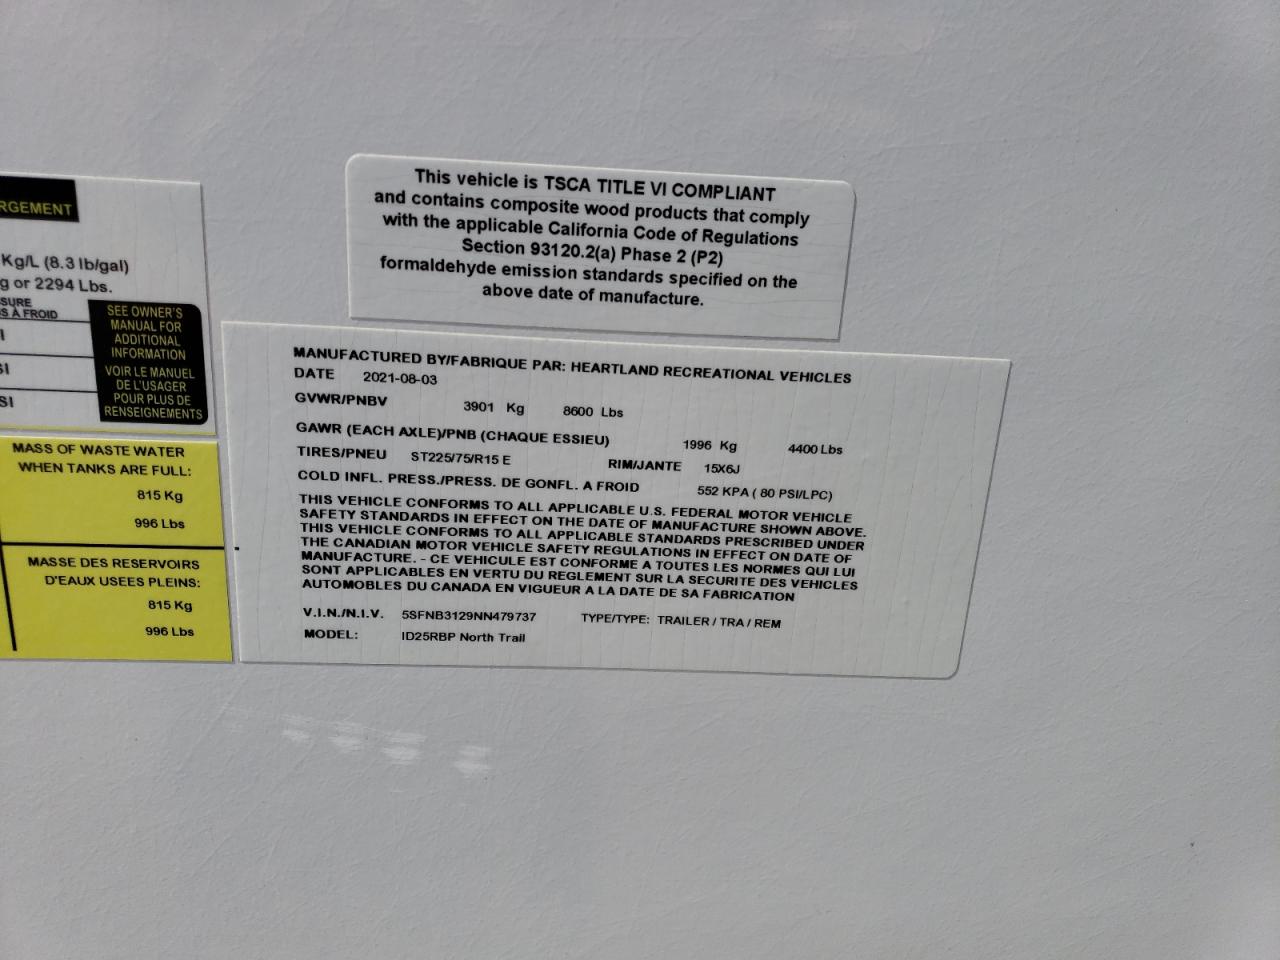 RGEMENT
Kg/L (8.3 lb/gal)
g or 2294 Lbs.
SURE
S À FROID
I
SI
SI
SEE OWNER'S
MANUAL FOR
ADDITIONAL
INFORMATION
VOIR LE MANUEL
DE L'USAGER
POUR PLUS DE
RENSEIGNEMENTS
MASS OF WASTE WATER
WHEN TANKS ARE FULL:
815 Kg
996 Lbs
MASSE DES RESERVOIRS
D'EAUX USEES PLEINS:
815 Kg
996 Lbs
This vehicle is TSCA TITLE VI COMPLIANT
and contains composite wood products that comply
with the applicable California Code of Regulations
Section 93120.2(a) Phase 2 (P2)
formaldehyde emission standards specified on the
above date of manufacture.
MANUFACTURED BY/FABRIQUE PAR: HEARTLAND RECREATIONAL VEHICLES
DATE 2021-08-03
GVWR/PNBV 3901 Kg 8600 Lbs
GAWR (EACH AXLE)/PNB (CHAQUE ESSIEU) 1996 Kg 4400 Lbs
TIRES/PNEU ST225/75/R15 E RIM/JANTE 15X6J
COLD INFL. PRESS./PRESS. DE GONFL. A FROID 552 KPA ( 80 PSI/LPC)
THIS VEHICLE CONFORMS TO ALL APPLICABLE U.S. FEDERAL MOTOR VEHICLE
SAFETY STANDARDS IN EFFECT ON THE DATE OF MANUFACTURE SHOWN ABOVE.
THIS VEHICLE CONFORMS TO ALL APPLICABLE STANDARDS PRESCRIBED UNDER
THE CANADIAN MOTOR VEHICLE SAFETY REGULATIONS IN EFFECT ON DATE OF
MANUFACTURE. - CE VEHICULE EST CONFORME A TOUTES LES NORMES QUI LUI
SONT APPLICABLES EN VERTU DU REGLEMENT SUR LA SECURITE DES VEHICLES
AUTOMOBLES DU CANADA EN VIGUEUR A LA DATE DE SA FABRICATION
V.I.N./N.I.V. 5SFNB3129NN479737 TYPE/TYPE: TRAILER / TRA / REM
MODEL: ID25RBP North Trail